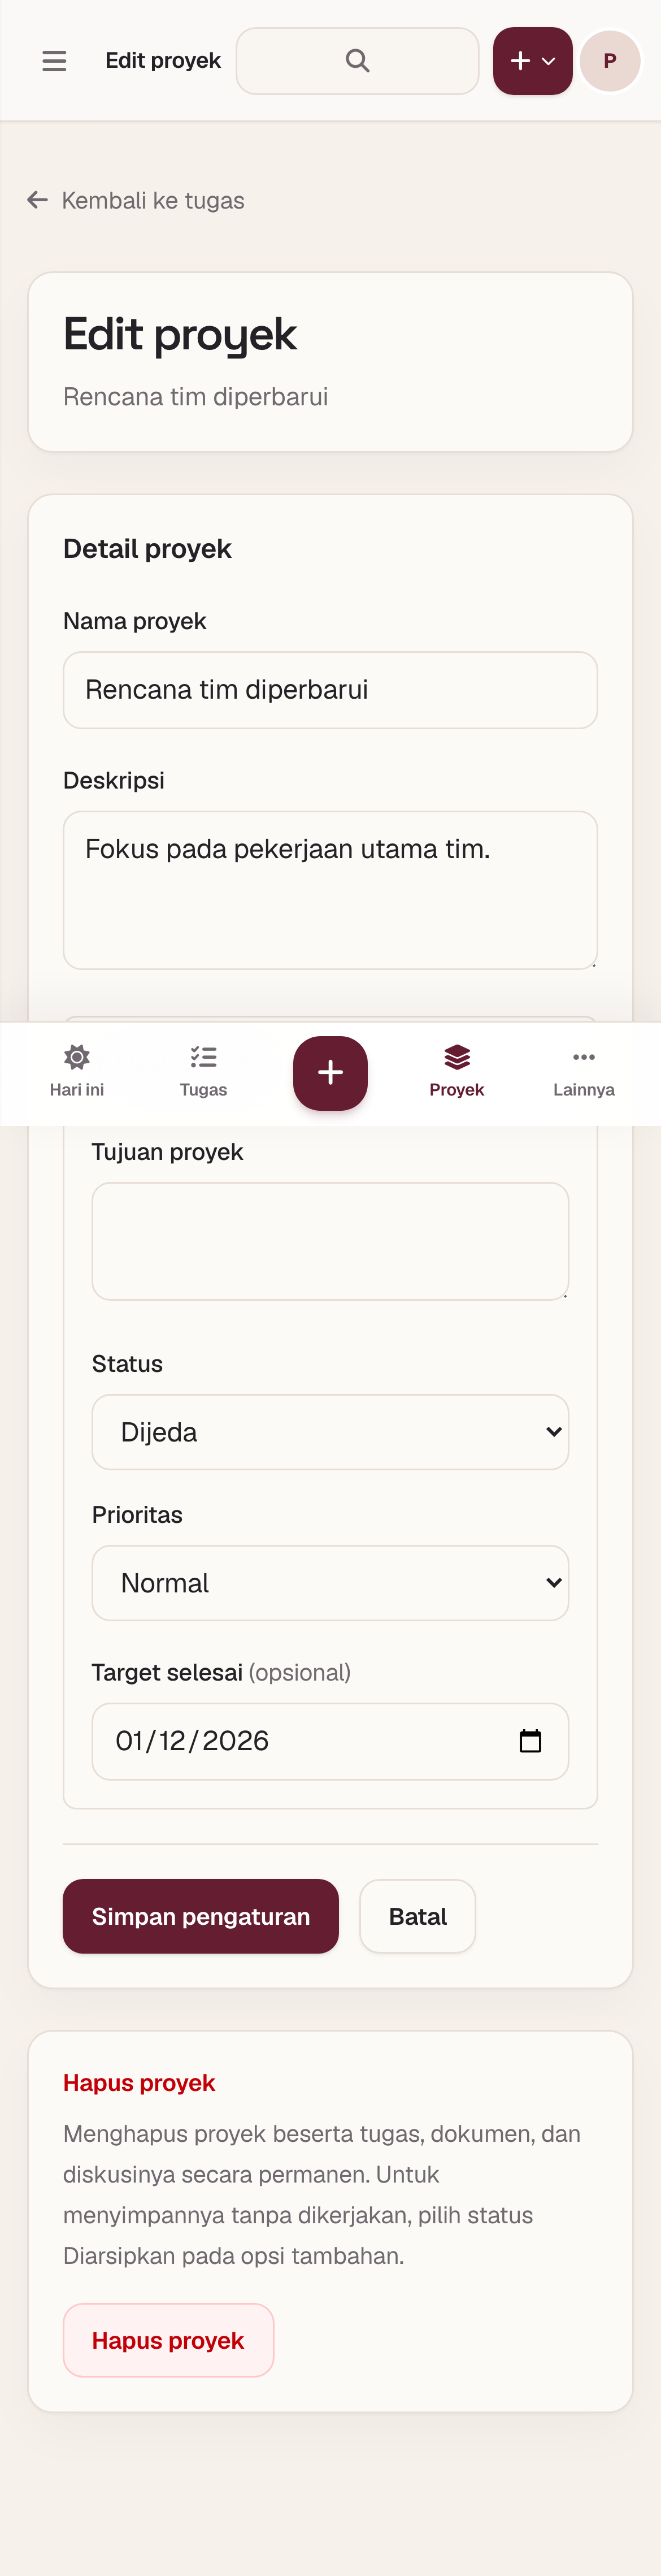 Edit proyek
P
Kembali ke tugas
Edit proyek
Rencana tim diperbarui
Detail proyek
Nama proyek
Rencana tim diperbarui
Deskripsi
Fokus pada pekerjaan utama tim.
Hari ini
Tugas
Proyek
Lainnya
Tujuan proyek
Status
Dijeda
Prioritas
Normal
Target selesai (opsional)
01/12/2026
Simpan pengaturan
Batal
Hapus proyek
Menghapus proyek beserta tugas, dokumen, dan
diskusinya secara permanen. Untuk
menyimpannya tanpa dikerjakan, pilih status
Diarsipkan pada opsi tambahan.
Hapus proyek